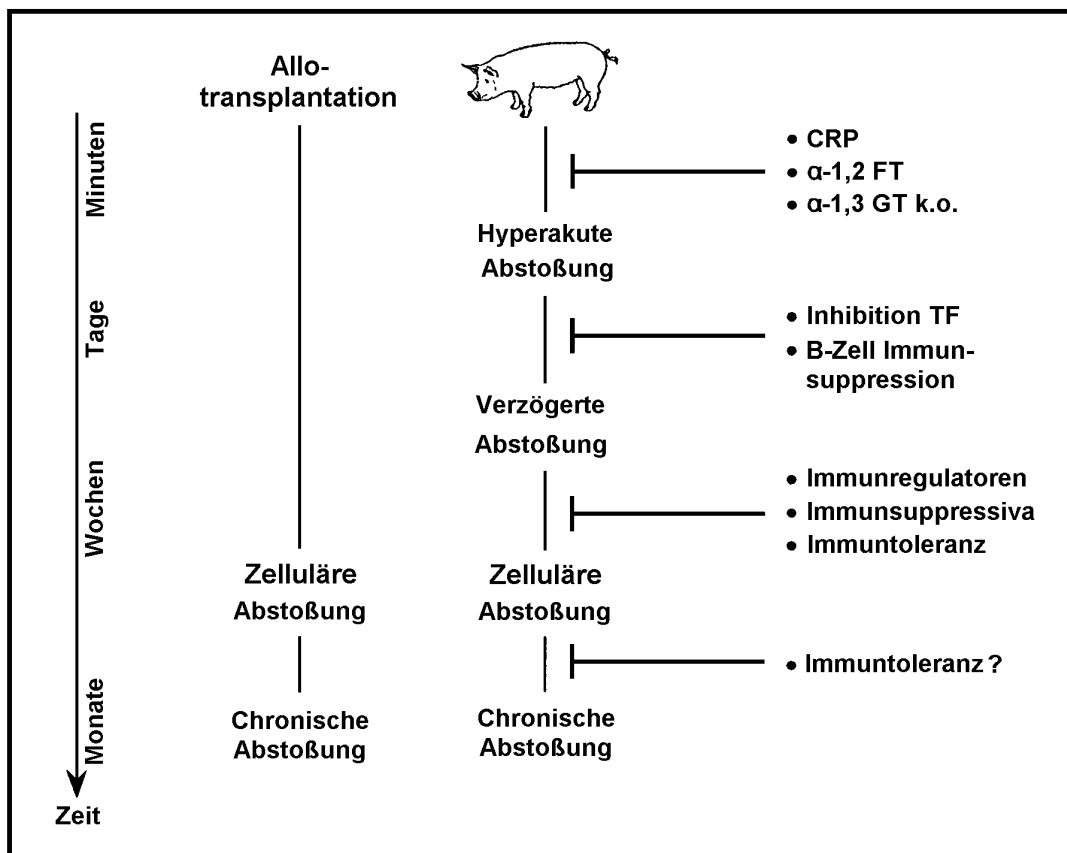 Allo-
transplantation
Minuten
Tage
Wochen
Monate
Zeit
Zelluläre
Abstoßung
Chronische
Abstoßung
Hyperakute
Abstoßung
Verzögerte
Abstoßung
Zelluläre
Abstoßung
Chronische
Abstoßung
• CRP
• α-1,2 FT
• α-1,3 GT k.o.
• Inhibition TF
• B-Zell Immun-
suppression
• Immunregulatoren
• Immunsuppressiva
• Immuntoleranz
• Immuntoleranz ?